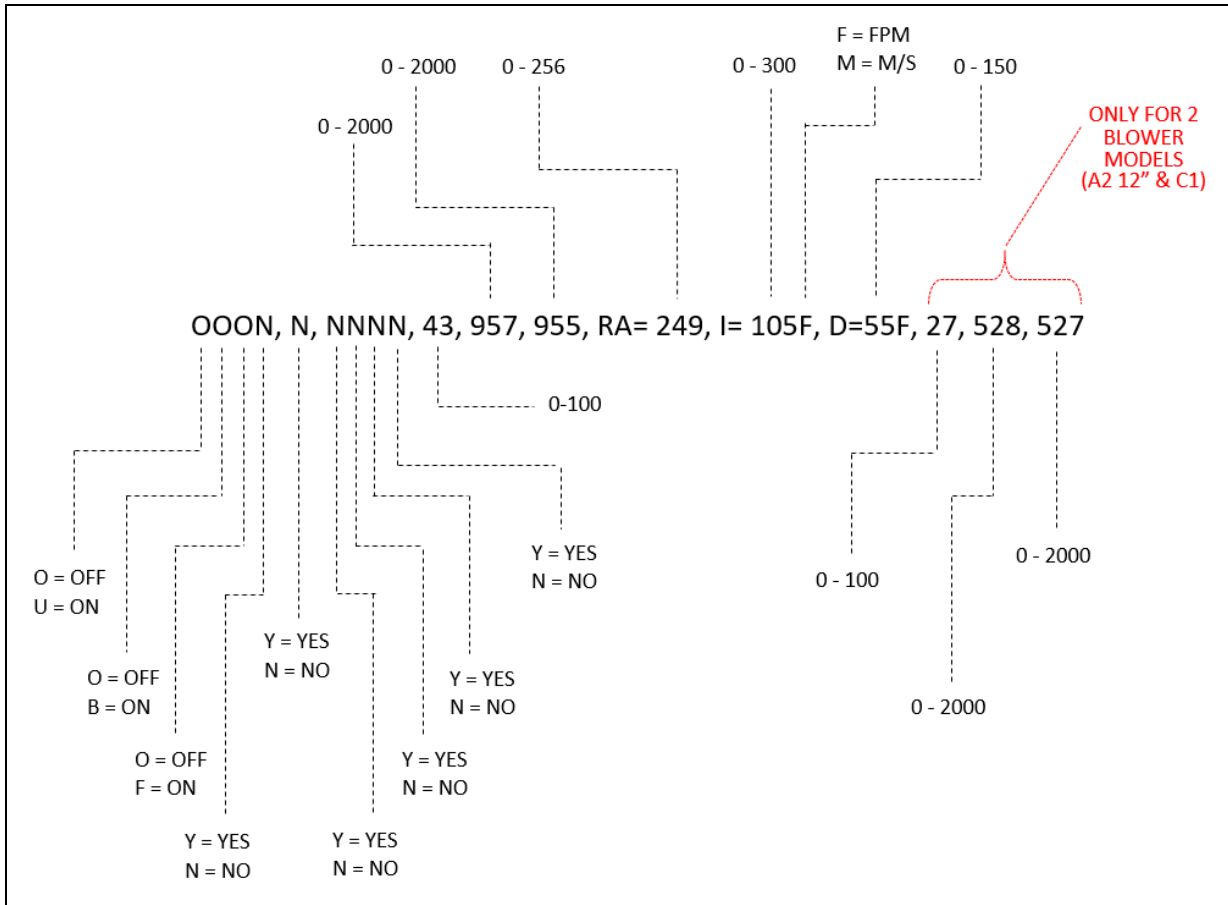 F = FPM
M = M/S
0 - 2000
0 - 256
0 - 300
0 - 150
0 - 2000
ONLY FOR 2
BLOWER
MODELS
(A2 12” & C1)
OOON, N, NNNN, 43, 957, 955, RA= 249, I= 105F, D=55F, 27, 528, 527
0-100
O = OFF
U = ON
Y = YES
N = NO
0 - 100
0 - 2000
Y = YES
N = NO
O = OFF
B = ON
Y = YES
N = NO
0 - 2000
O = OFF
F = ON
Y = YES
N = NO
Y = YES
N = NO
Y = YES
N = NO